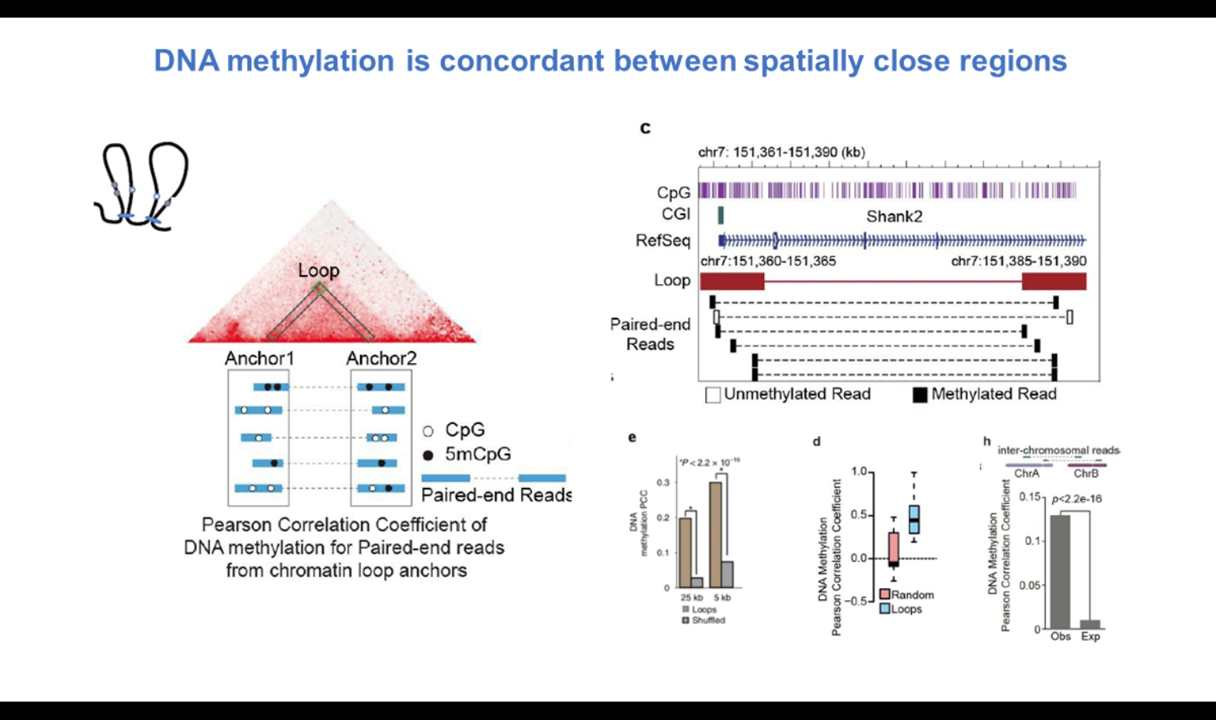 DNA methylation is concordant between spatially close regions
Loop
Anchor1 Anchor2
CpG
5mCpG
Paired-end Reads
Pearson Correlation Coefficient of
DNA methylation for Paired-end reads
from chromatin loop anchors
c
chr7: 151,361-151,390 (kb)
CpG
CGI
Shank2
RefSeq
chr7:151,360-151,365 chr7:151,385-151,390
Loop
Paired-end
Reads
Unmethylated Read Methylated Read
e
*P < 2.2 × 10⁻¹⁶
DNA
methylation PCC
0.3
0.2
0.1
0
* *
25 kb 5 kb
Loops
Shuffled
d
DNA Methylation
Pearson Correlation Coefficient
1.0
0.5
0.0
−0.5
Random
Loops
h
inter-chromosomal reads
ChrA ChrB
DNA Methylation
Pearson Correlation Coefficient
p<2.2e-16
0.15
0.1
0.05
0
Obs Exp